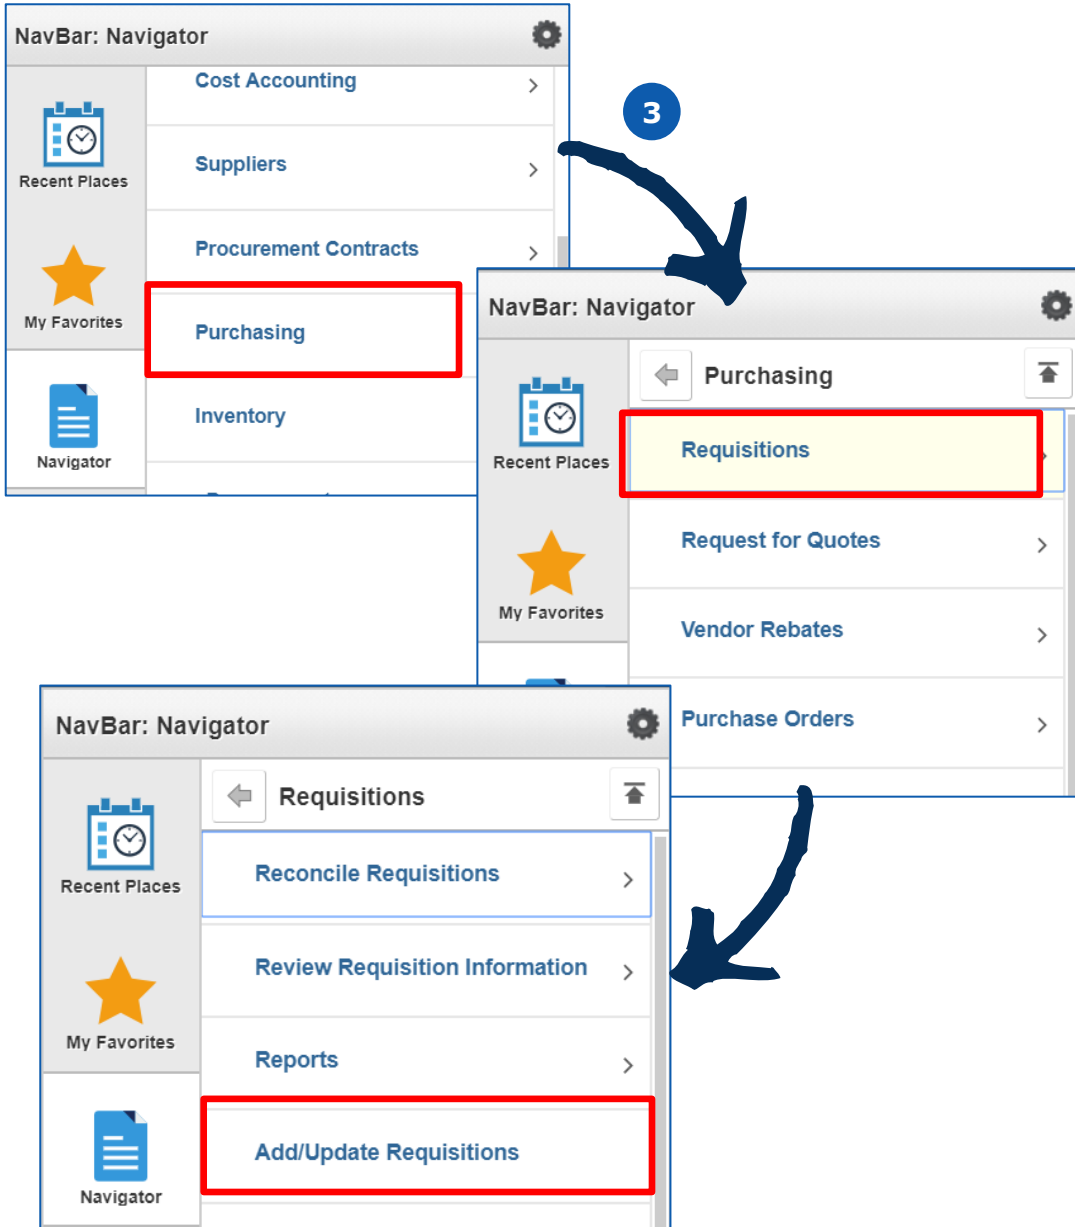 NavBar: Navigator
Cost Accounting
Recent Places
Suppliers
Procurement Contracts
My Favorites
Purchasing
Inventory
Navigator
3
NavBar: Navigator
Purchasing
Recent Places
Requisitions
Request for Quotes
My Favorites
Vendor Rebates
Purchase Orders
NavBar: Navigator
Requisitions
Recent Places
Reconcile Requisitions
Review Requisition Information
My Favorites
Reports
Add/Update Requisitions
Navigator